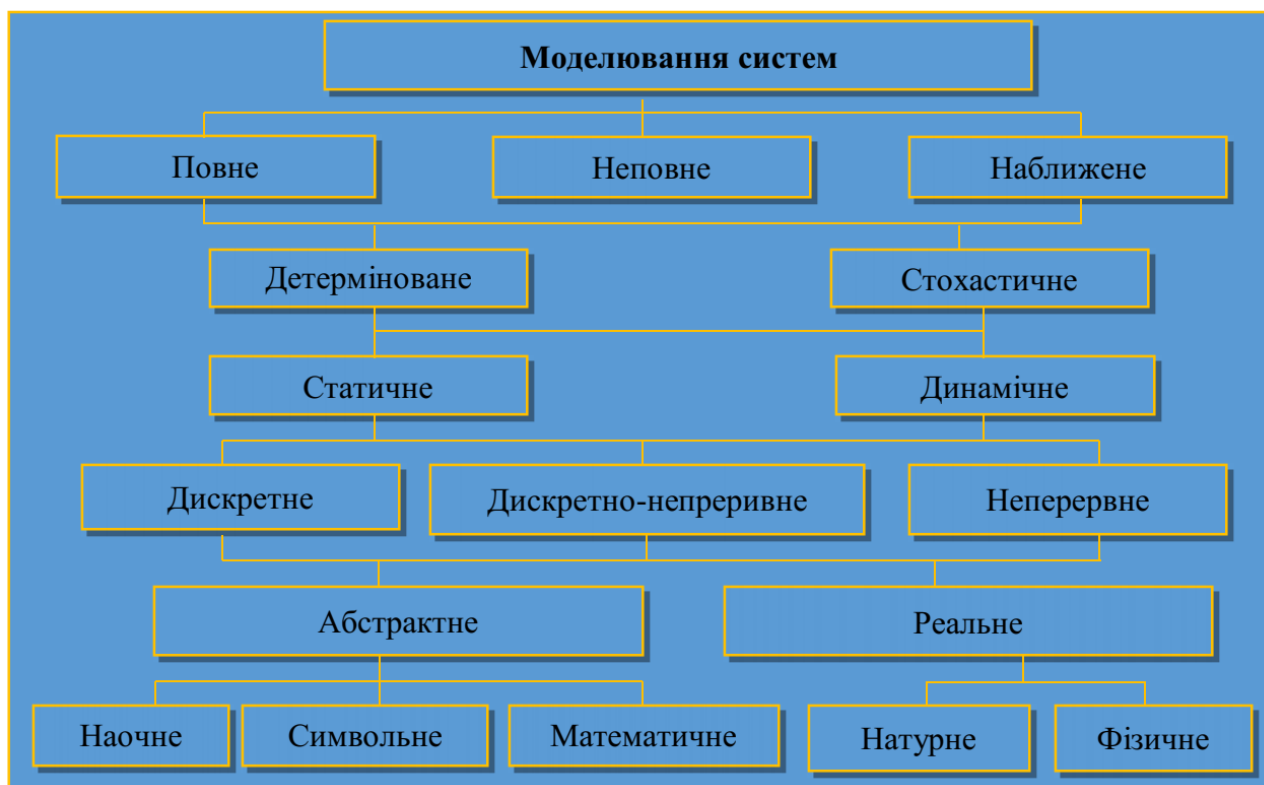 Моделювання систем
Повне
Неповне
Наближене
Детерміноване
Стохастичне
Статичне
Динамічне
Дискретне
Дискретно-непреривне
Неперервне
Абстрактне
Реальне
Наочне
Символьне
Математичне
Натурне
Фізичне